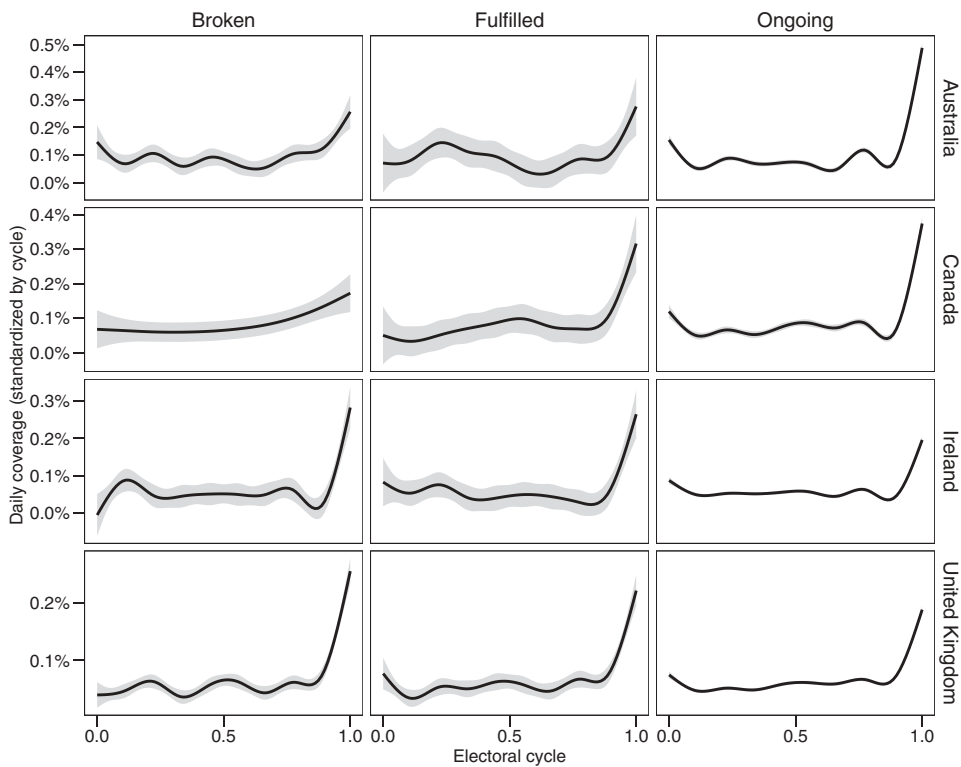 Broken Fulfilled Ongoing
0.5%
0.4%
0.3%
0.2%
0.1%
0.0%
Australia
0.4%
0.3%
0.2%
0.1%
0.0%
Canada
0.3%
0.2%
0.1%
0.0%
Ireland
0.2%
0.1%
United Kingdom
Daily coverage (standardized by cycle)
0.0 0.5 1.0 0.0 0.5 1.0 0.0 0.5 1.0
Electoral cycle